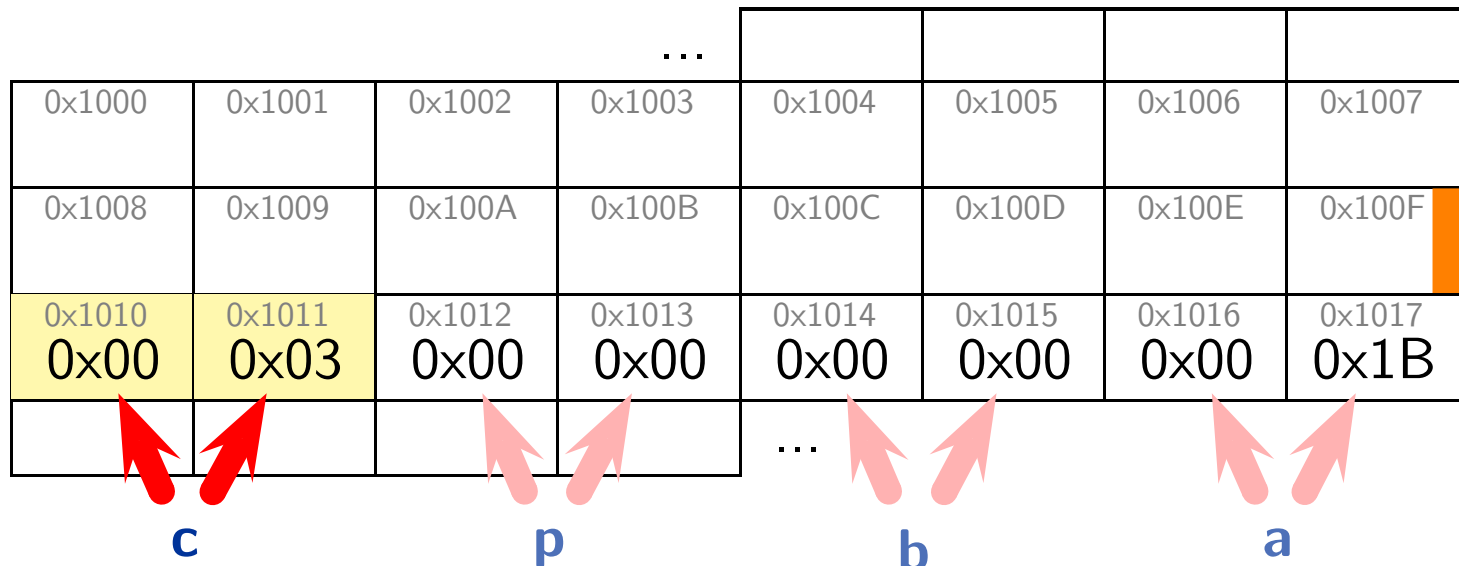 ...
0x1000 0x1001 0x1002 0x1003 0x1004 0x1005 0x1006 0x1007
0x1008 0x1009 0x100A 0x100B 0x100C 0x100D 0x100E 0x100F
0x1010 0x1011 0x1012 0x1013 0x1014 0x1015 0x1016 0x1017
0x00 0x03 0x00 0x00 0x00 0x00 0x00 0x1B
...
c p b a